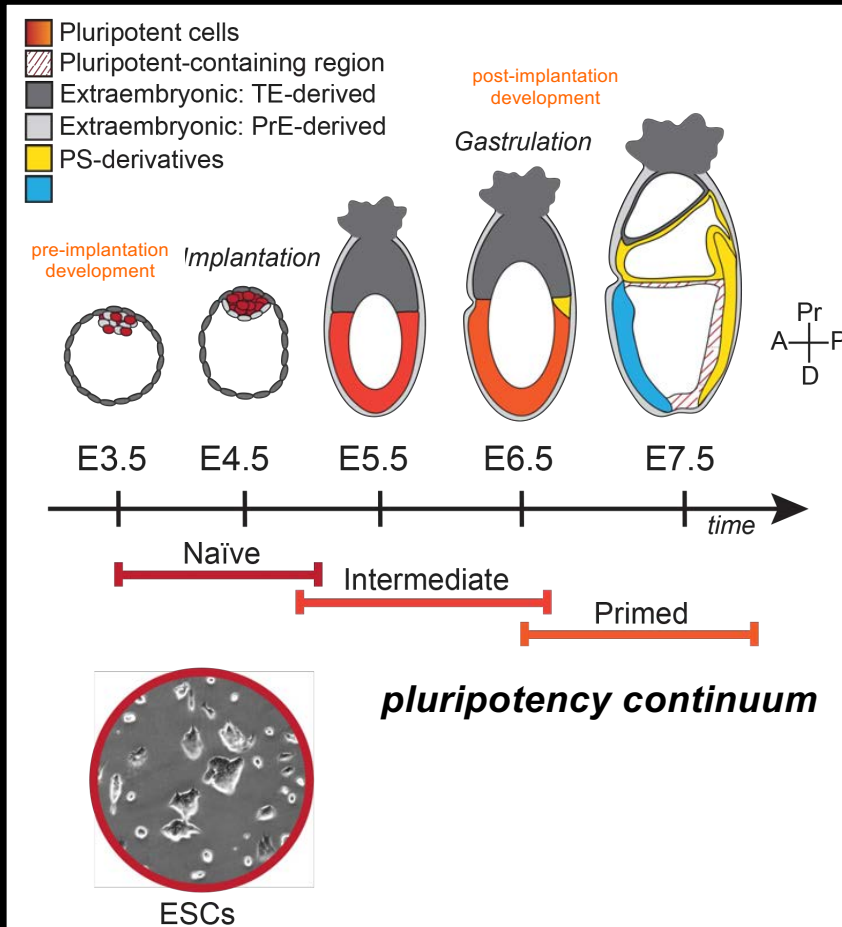 Pluripotent cells
Pluripotent-containing region
Extraembryonic: TE-derived
Extraembryonic: PrE-derived
PS-derivatives
post-implantation
development
Gastrulation
pre-implantation
development
Implantation
Pr
A P
D
E3.5 E4.5 E5.5 E6.5 E7.5
time
Naïve
Intermediate
Primed
pluripotency continuum
ESCs